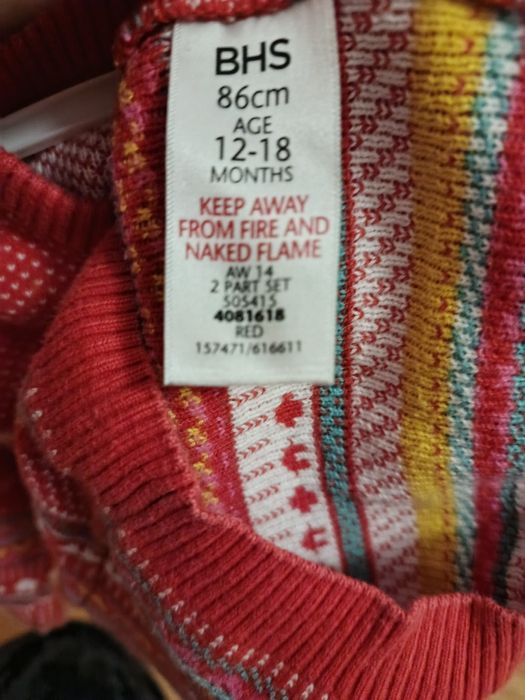 BHS
86cm
AGE
12-18
MONTHS
KEEP AWAY
FROM FIRE AND
NAKED FLAME
AW 14
2 PART SET
505415
4081618
RED
157471/616611